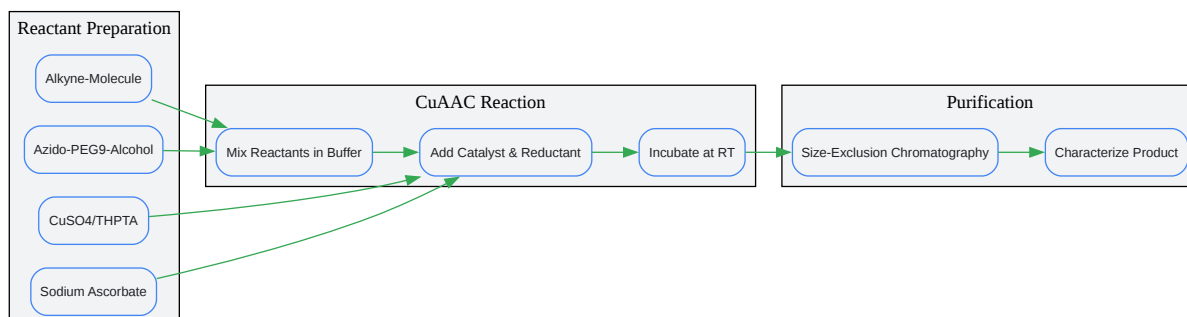 Reactant Preparation
Alkyne-Molecule
Azido-PEG9-Alcohol
CuSO4/THPTA
Sodium Ascorbate
CuAAC Reaction
Mix Reactants in Buffer
Add Catalyst & Reductant
Incubate at RT
Purification
Size-Exclusion Chromatography
Characterize Product